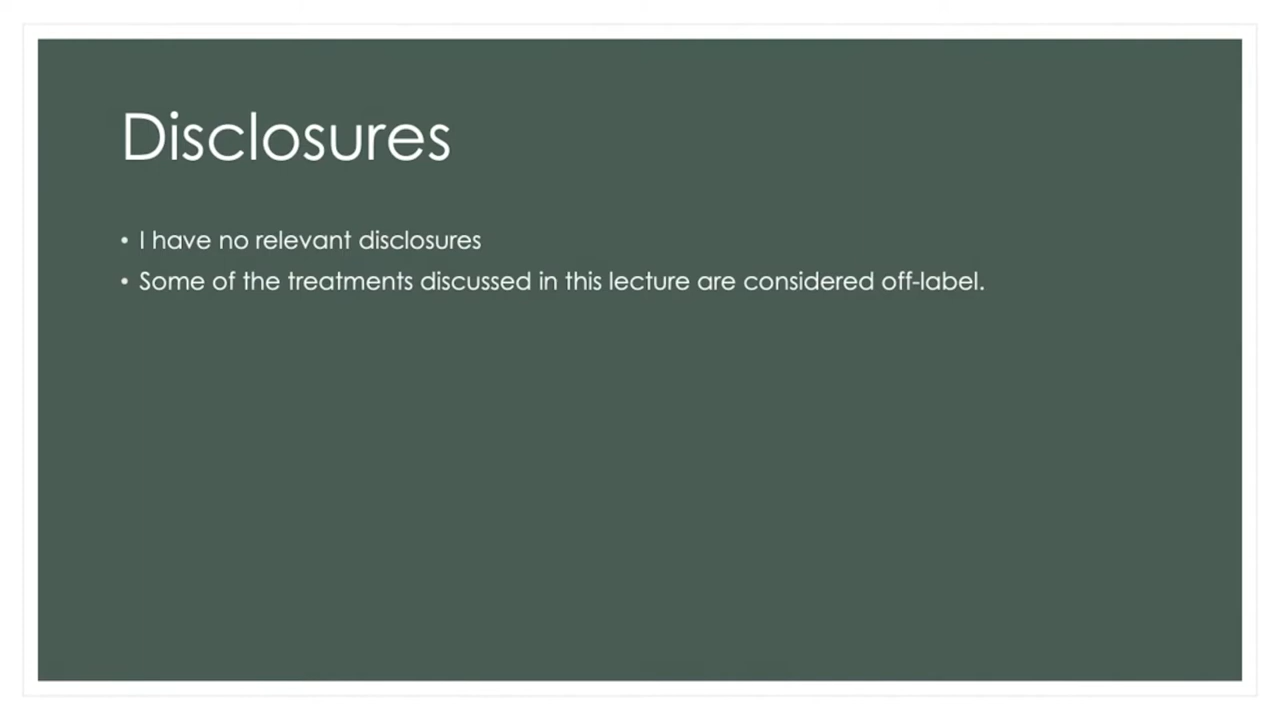 Disclosures
• I have no relevant disclosures
• Some of the treatments discussed in this lecture are considered off-label.